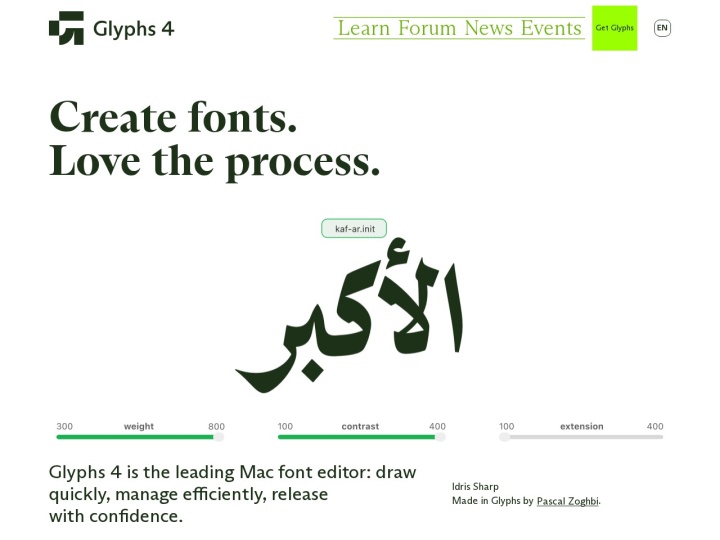 Glyphs 4
Learn Forum News Events
Get Glyphs
EN
Create fonts.
Love the process.
kaf-ar.init
الأكبر
300 weight 800
100 contrast 400
100 extension 400
Glyphs 4 is the leading Mac font editor: draw
quickly, manage efficiently, release
with confidence.
Idris Sharp
Made in Glyphs by Pascal Zoghbi.